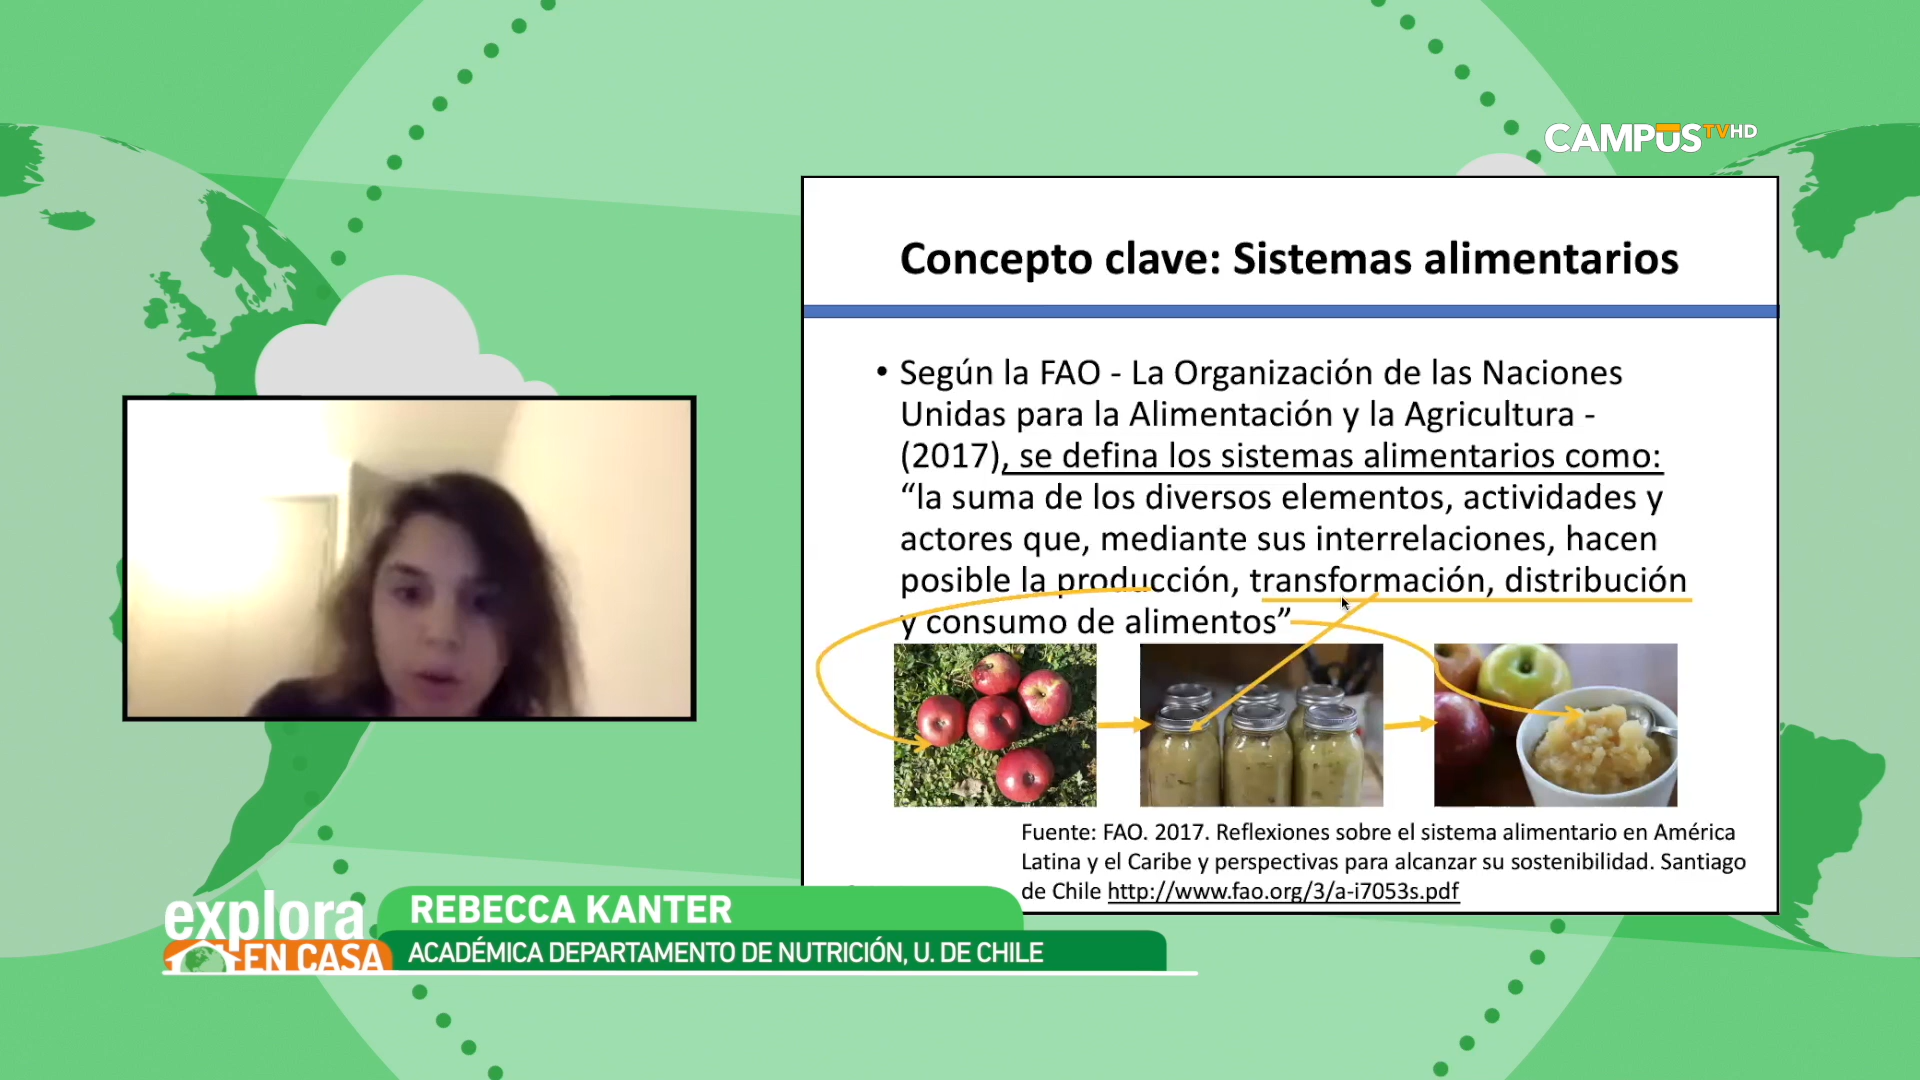 CAMPUSTVHD
Concepto clave: Sistemas alimentarios
• Según la FAO - La Organización de las Naciones
Unidas para la Alimentación y la Agricultura -
(2017), se defina los sistemas alimentarios como:
“la suma de los diversos elementos, actividades y
actores que, mediante sus interrelaciones, hacen
posible la producción, transformación, distribución
y consumo de alimentos”
Fuente: FAO. 2017. Reflexiones sobre el sistema alimentario en América
Latina y el Caribe y perspectivas para alcanzar su sostenibilidad. Santiago
de Chile http://www.fao.org/3/a-i7053s.pdf
explora
EN CASA
REBECCA KANTER
ACADÉMICA DEPARTAMENTO DE NUTRICIÓN, U. DE CHILE